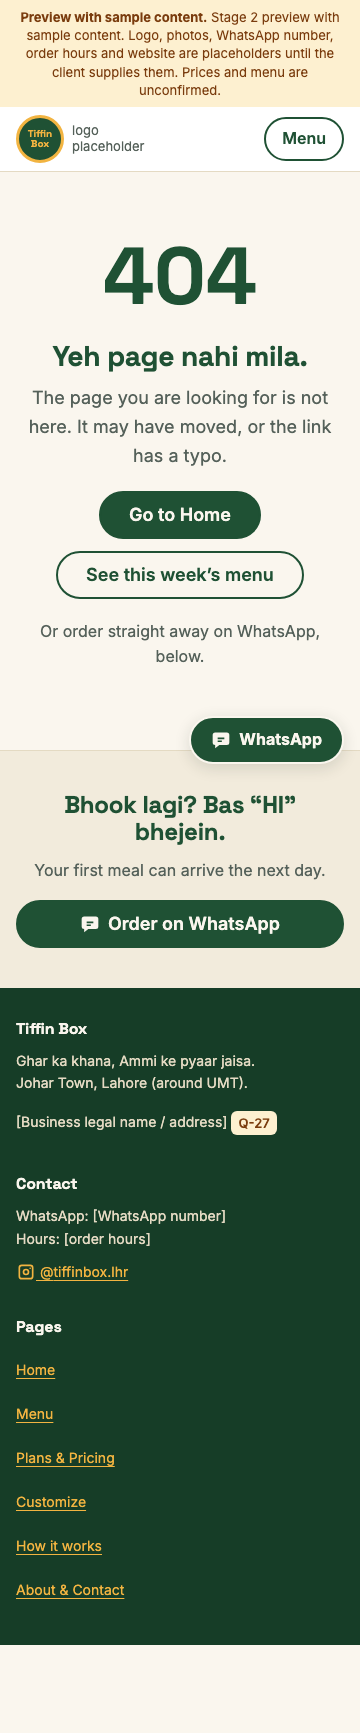 Preview with sample content. Stage 2 preview with
sample content. Logo, photos, WhatsApp number,
order hours and website are placeholders until the
client supplies them. Prices and menu are
unconfirmed.
Tiffin
Box
logo
placeholder
Menu
404
Yeh page nahi mila.
The page you are looking for is not
here. It may have moved, or the link
has a typo.
Go to Home
See this week’s menu
Or order straight away on WhatsApp,
below.
WhatsApp
Bhook lagi? Bas “HI”
bhejein.
Your first meal can arrive the next day.
Order on WhatsApp
Tiffin Box
Ghar ka khana, Ammi ke pyaar jaisa.
Johar Town, Lahore (around UMT).
[Business legal name / address] Q-27
Contact
WhatsApp: [WhatsApp number]
Hours: [order hours]
@tiffinbox.lhr
Pages
Home
Menu
Plans & Pricing
Customize
How it works
About & Contact